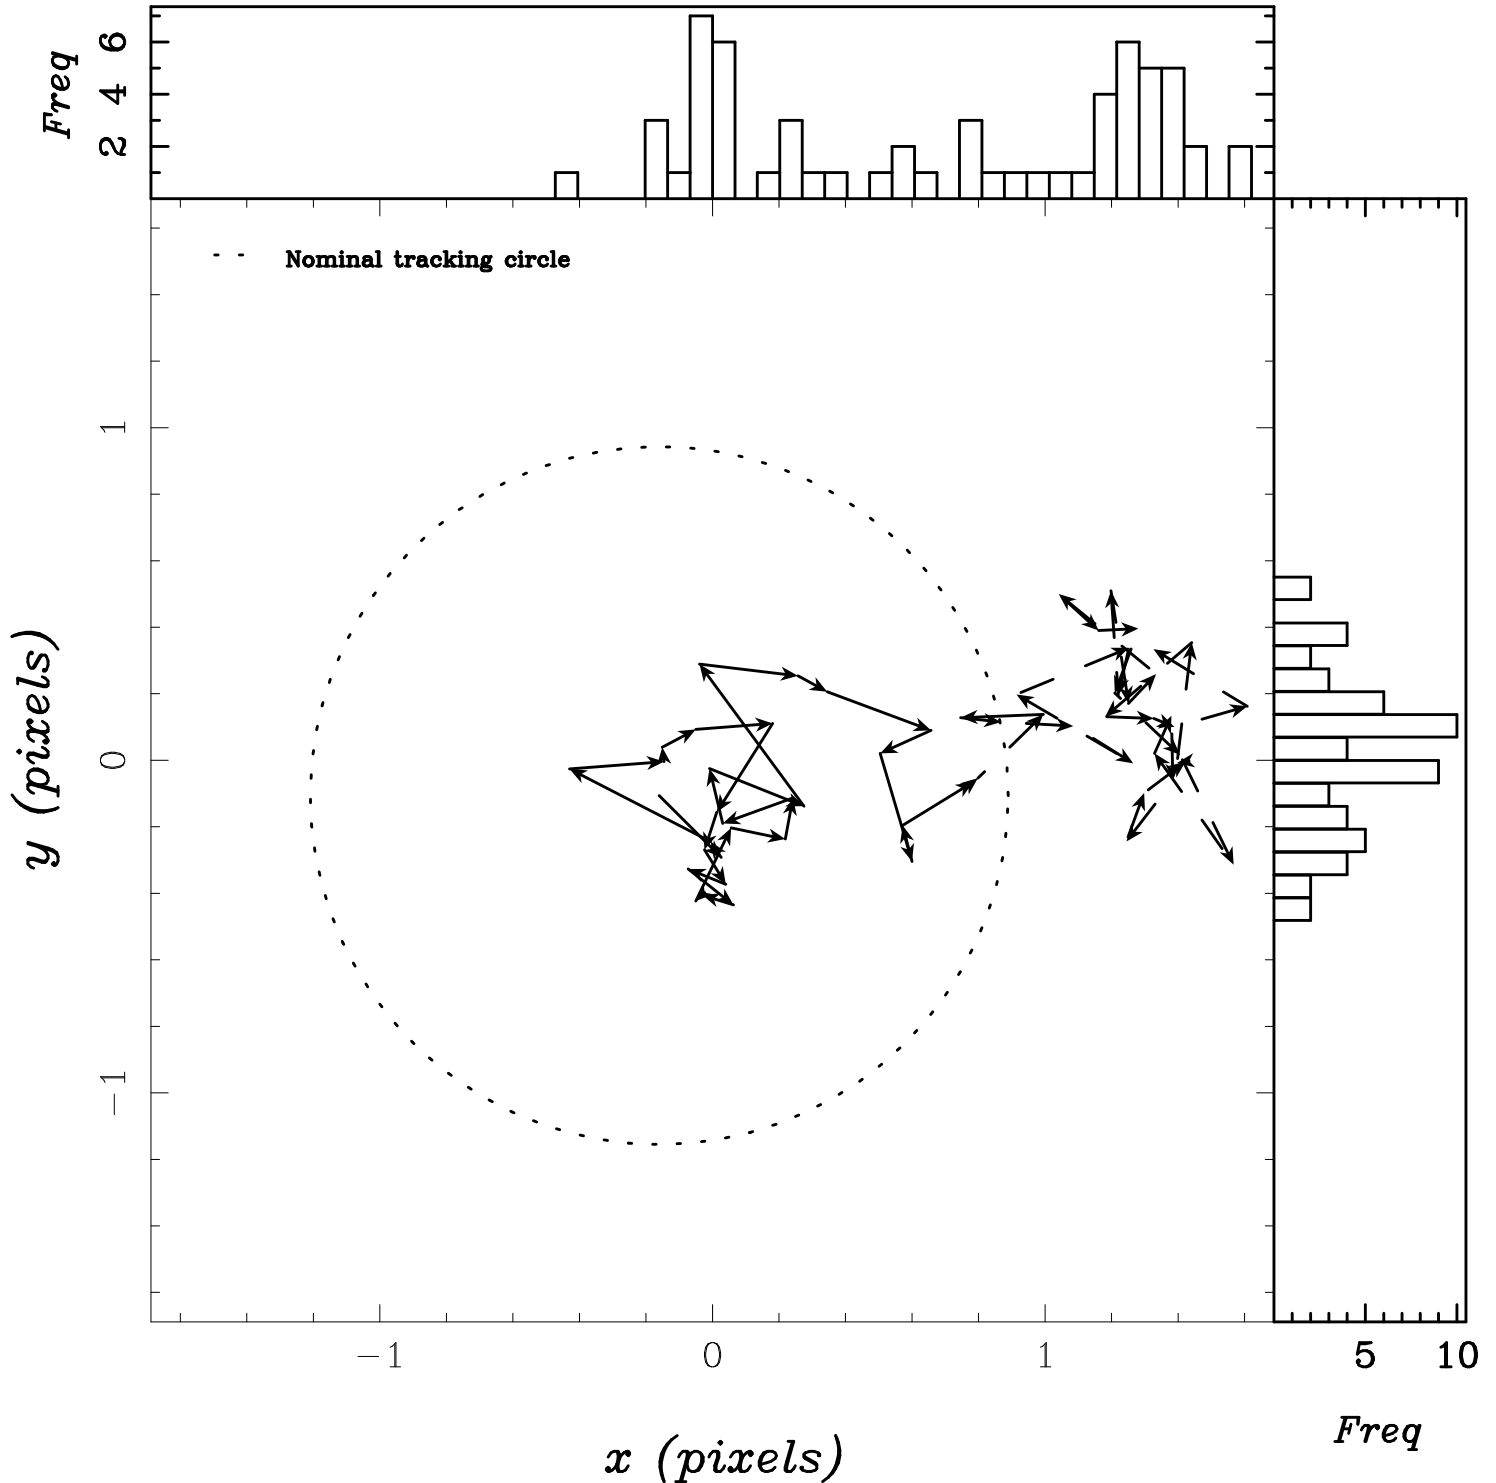 Freq
6
4
2
Nominal tracking circle
y (pixels)
1
0
−1
−1 0 1
x (pixels)
5 10
Freq